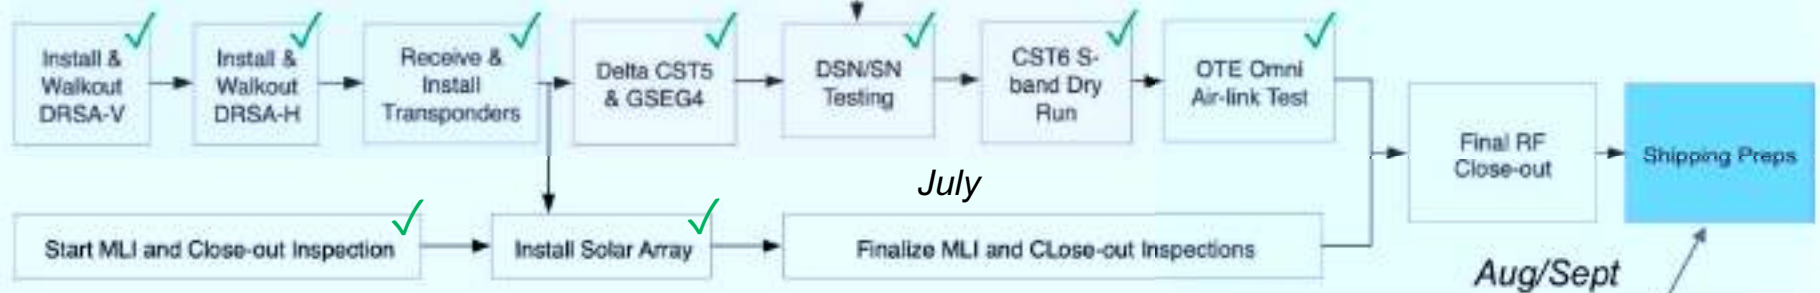 Install &
Walkout
DRSA-V
Install &
Walkout
DRSA-H
Receive &
Install
Transponders
Delta CST5
& GSEG4
DSN/SN
Testing
CST6 S-
band Dry
Run
OTE Omni
Air-link Test
Final RF
Close-out
Shipping Preps
July
Start MLI and Close-out Inspection
Install Solar Array
Finalize MLI and CLose-out Inspections
Aug/Sept